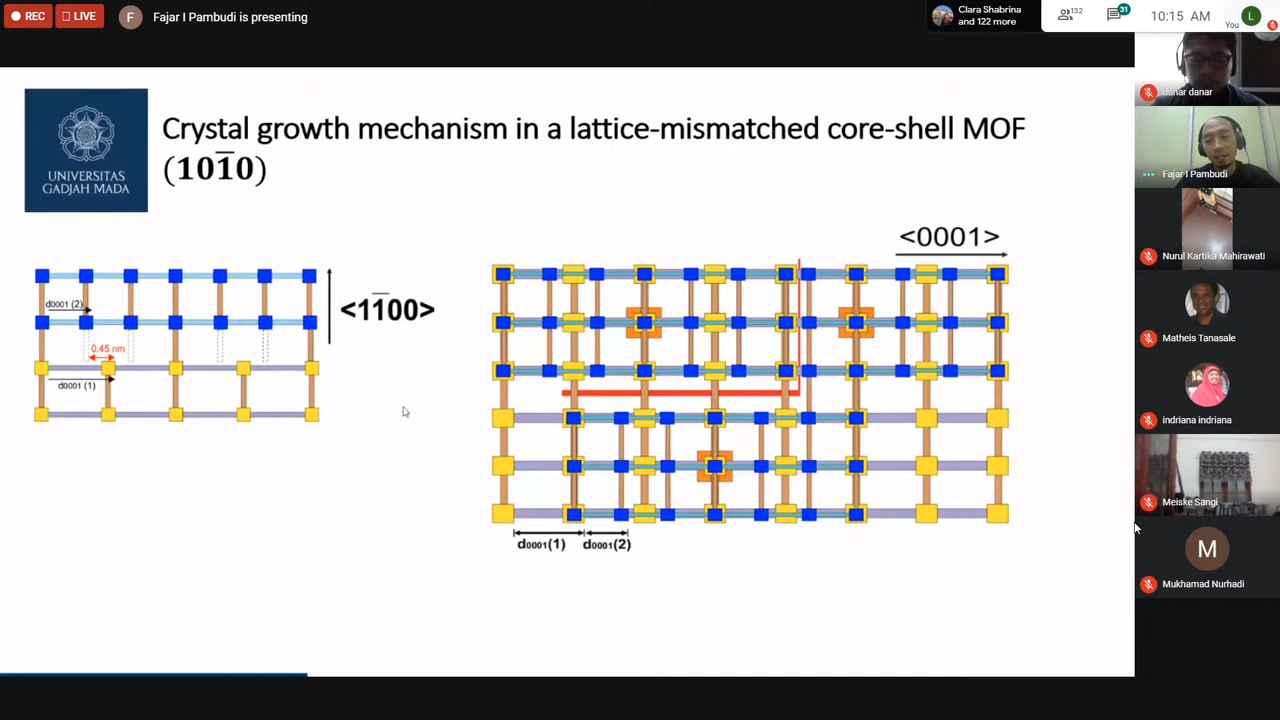 REC
LIVE
F
Fajar I Pambudi is presenting
Clara Shabrina
and 122 more
132
31
10:15 AM
You
L
UNIVERSITAS
GADJAH MADA
Crystal growth mechanism in a lattice-mismatched core-shell MOF
(101̅0)
<0001>
d0001 (2)
0.45 nm
d0001 (1)
<11̅00>
d0001(1)
d0001(2)
danar danar
Fajar I Pambudi
Nurul Kartika Mahirawati
Matheis Tanasale
indriana indriana
Meiske Sangi
M
Mukhamad Nurhadi